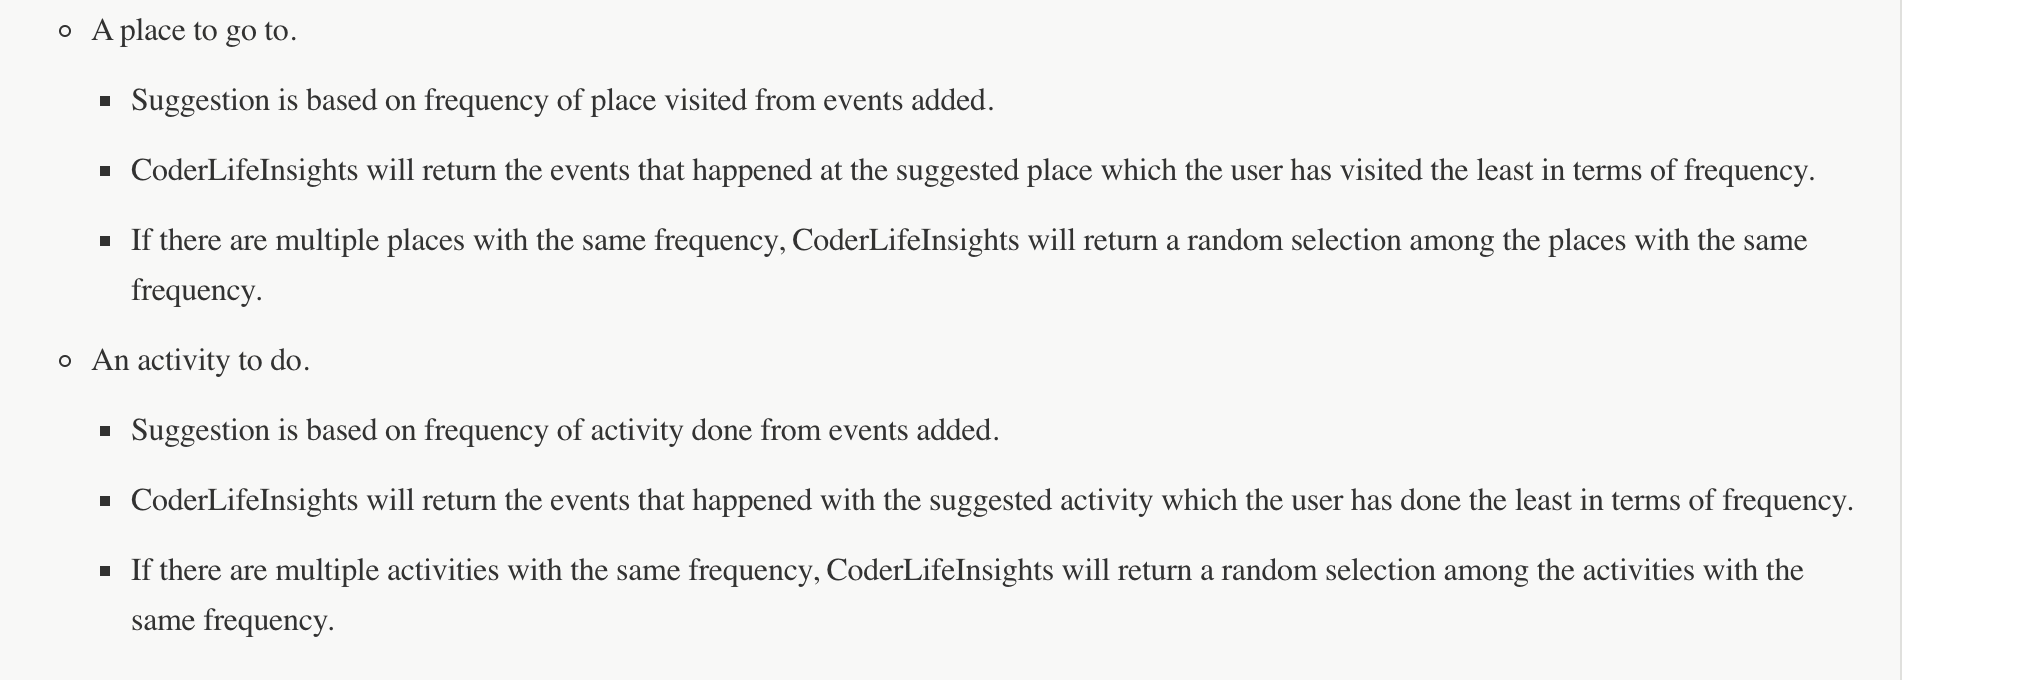 A place to go to.
Suggestion is based on frequency of place visited from events added.
CoderLifeInsights will return the events that happened at the suggested place which the user has visited the least in terms of frequency.
If there are multiple places with the same frequency, CoderLifeInsights will return a random selection among the places with the same
frequency.
An activity to do.
Suggestion is based on frequency of activity done from events added.
CoderLifeInsights will return the events that happened with the suggested activity which the user has done the least in terms of frequency.
If there are multiple activities with the same frequency, CoderLifeInsights will return a random selection among the activities with the
same frequency.